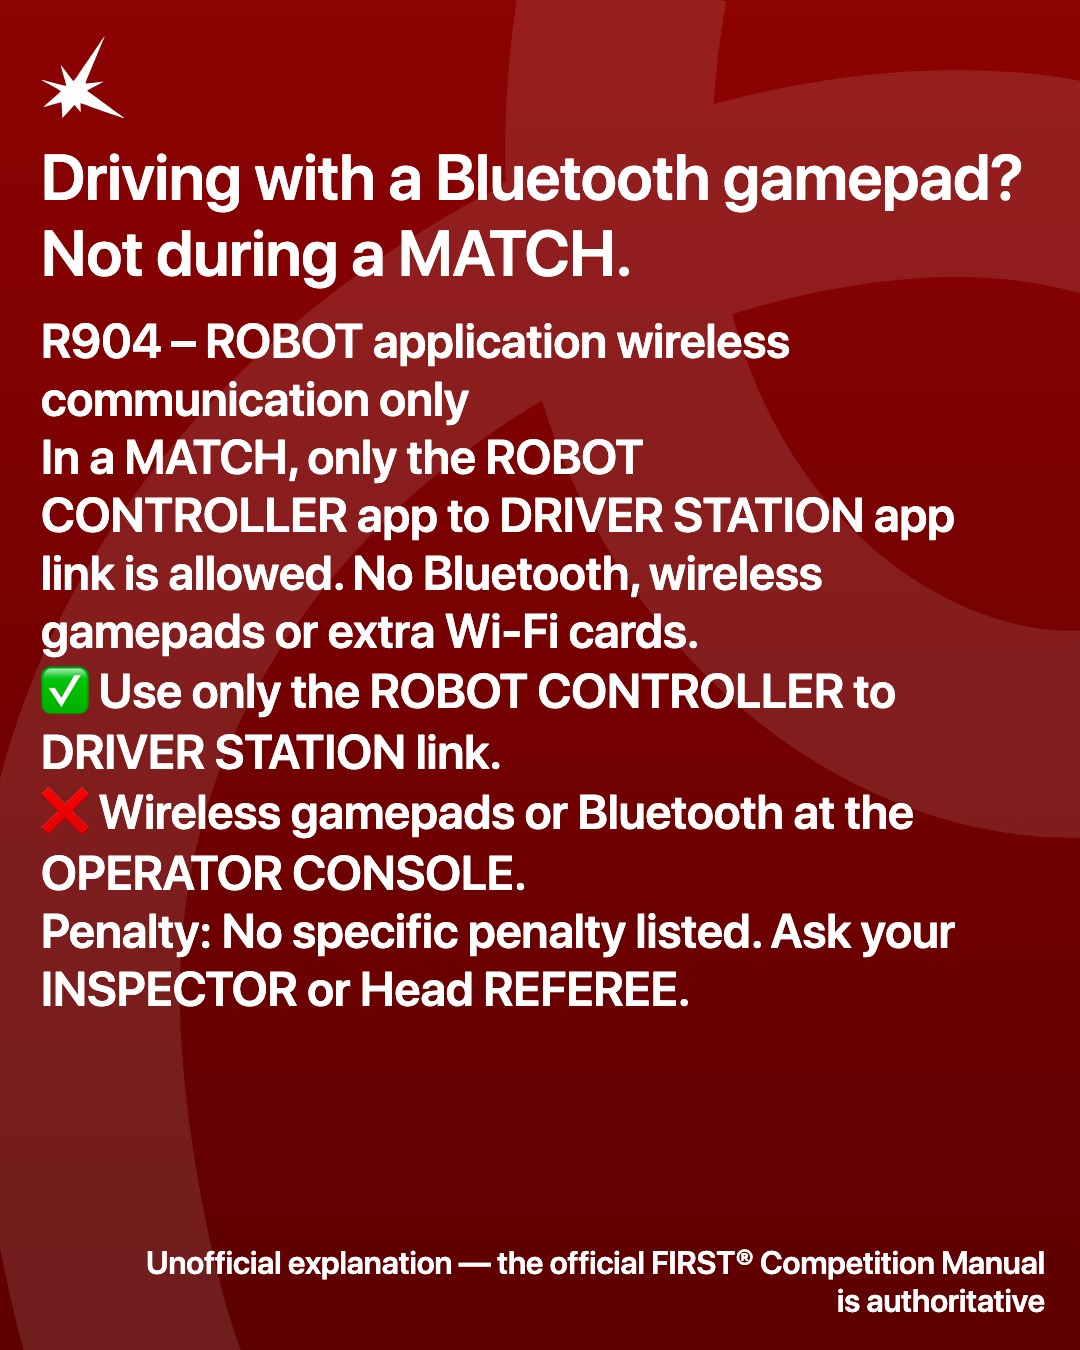 Driving with a Bluetooth gamepad?
Not during a MATCH.
R904 – ROBOT application wireless
communication only
In a MATCH, only the ROBOT
CONTROLLER app to DRIVER STATION app
link is allowed. No Bluetooth, wireless
gamepads or extra Wi-Fi cards.
✅ Use only the ROBOT CONTROLLER to
DRIVER STATION link.
❌ Wireless gamepads or Bluetooth at the
OPERATOR CONSOLE.
Penalty: No specific penalty listed. Ask your
INSPECTOR or Head REFEREE.
Unofficial explanation — the official FIRST® Competition Manual
is authoritative